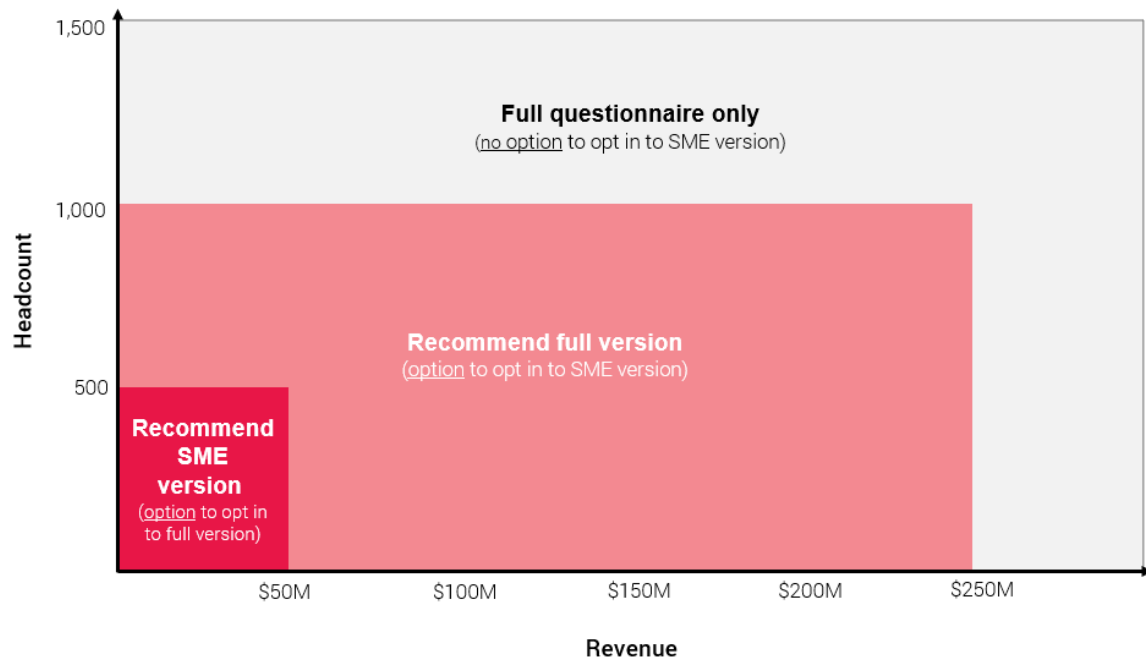 1,500
Full questionnaire only
(no option to opt in to SME version)
1,000
Headcount
Recommend full version
(option to opt in to SME version)
500
Recommend
SME
version
(option to opt in
to full version)
$50M
$100M
$150M
$200M
$250M
Revenue